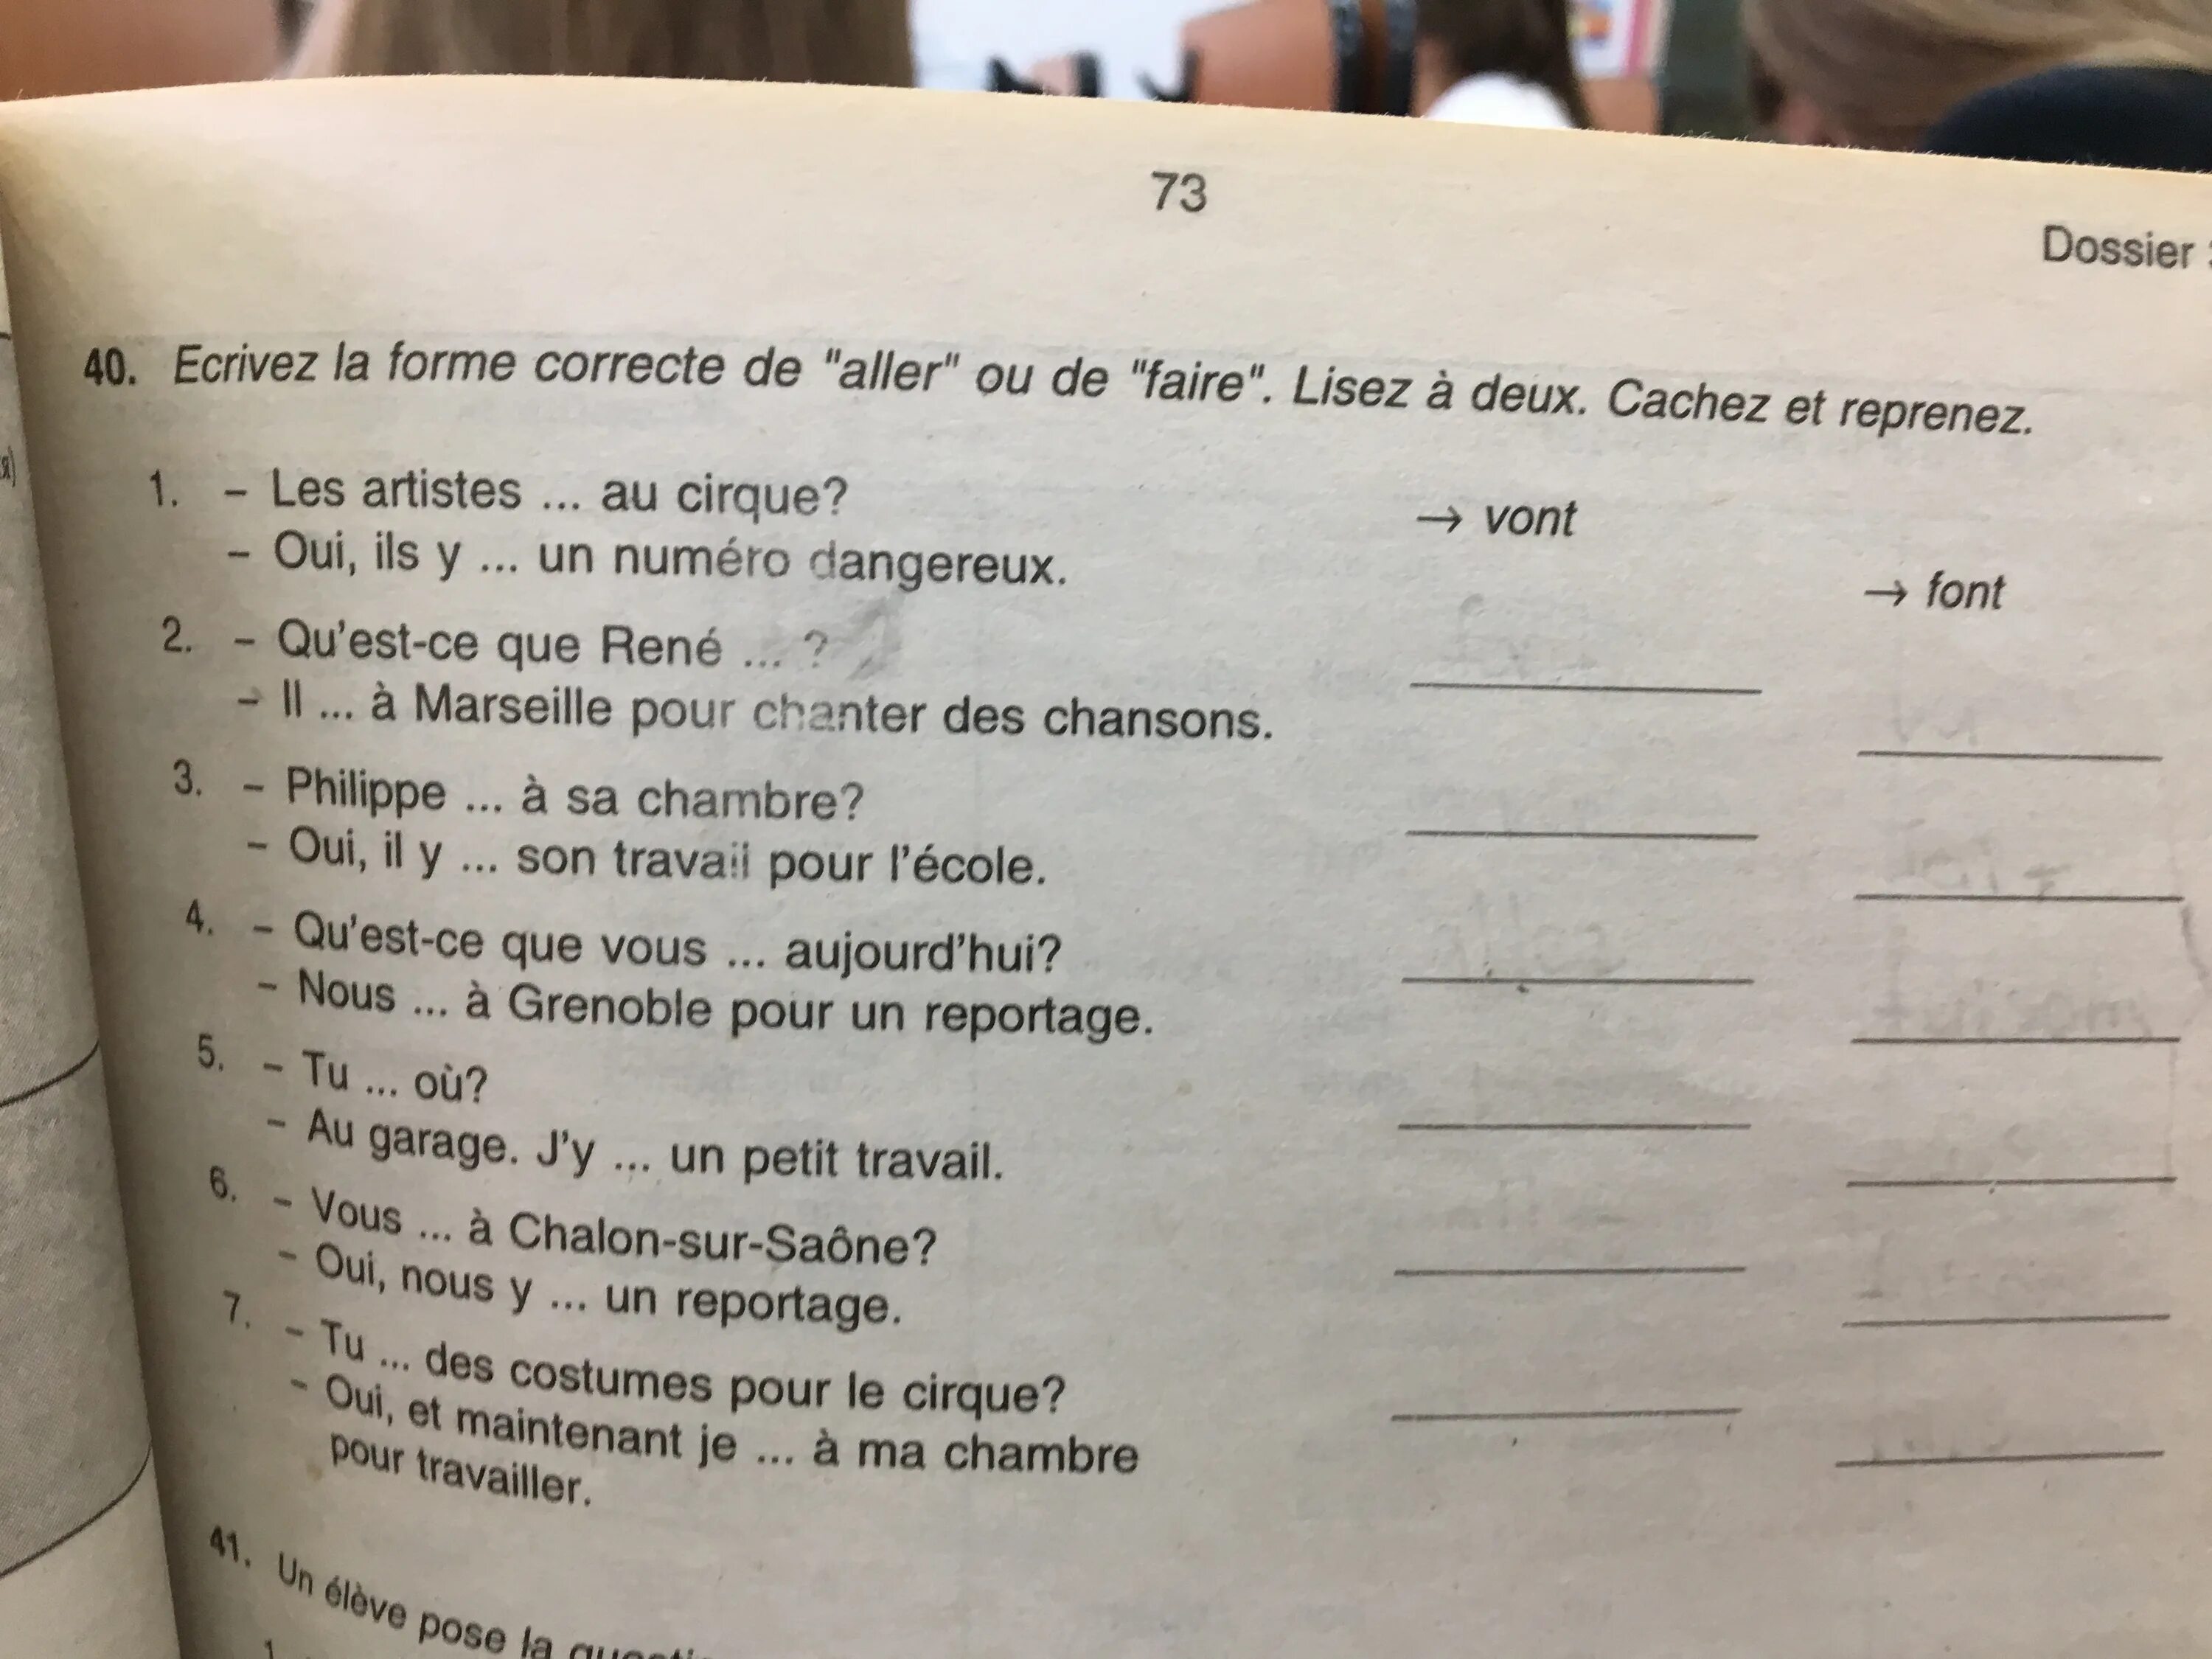 73
Dossier
40. Ecrivez la forme correcte de "aller" ou de "faire". Lisez à deux. Cachez et reprenez.
1. – Les artistes ... au cirque?
→ vont
– Oui, ils y ... un numéro dangereux.
→ font
2. – Qu'est-ce que René ... ?
– Il ... à Marseille pour chanter des chansons.
3. – Philippe ... à sa chambre?
– Oui, il y ... son travail pour l'école.
4. – Qu'est-ce que vous ... aujourd'hui?
– Nous ... à Grenoble pour un reportage.
5. – Tu ... où?
– Au garage. J'y ... un petit travail.
6. – Vous ... à Chalon-sur-Saône?
– Oui, nous y ... un reportage.
7. – Tu ... des costumes pour le cirque?
– Oui, et maintenant je ... à ma chambre
pour travailler.
41. Un élève pose la
1